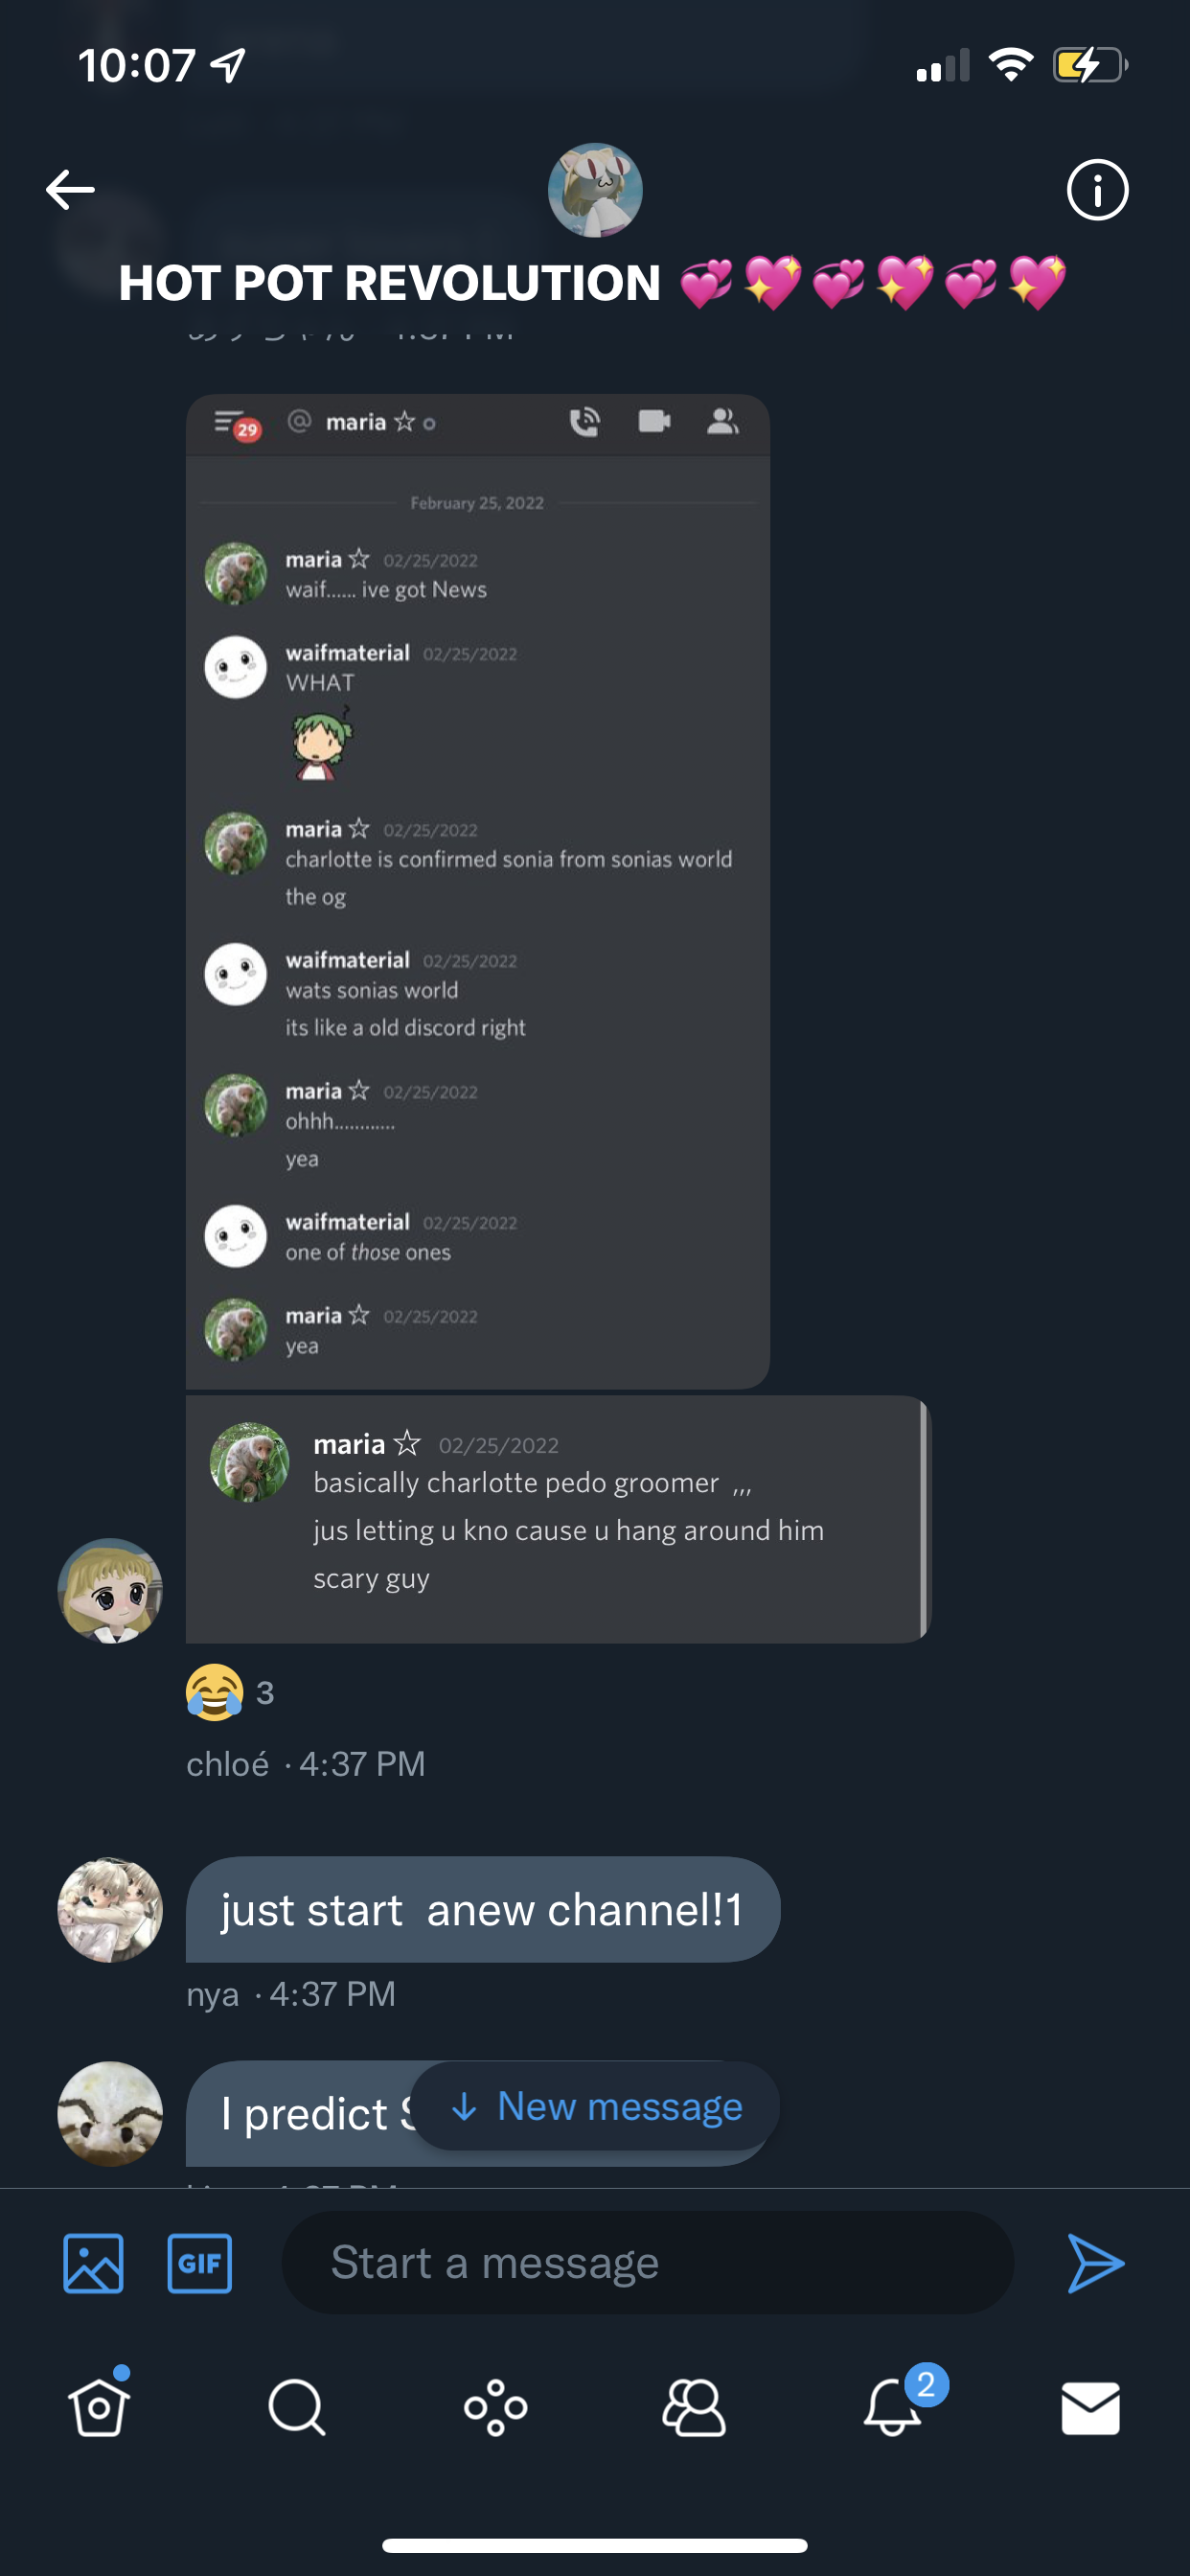 10:07
HOT POT REVOLUTION 💞💖💞💖💞💖
29 @ maria ☆
February 25, 2022
maria ☆ 02/25/2022
waif...... ive got News
waifmaterial 02/25/2022
WHAT
?
maria ☆ 02/25/2022
charlotte is confirmed sonia from sonias world
the og
waifmaterial 02/25/2022
wats sonias world
its like a old discord right
maria ☆ 02/25/2022
ohhh............
yea
waifmaterial 02/25/2022
one of those ones
maria ☆ 02/25/2022
yea
maria ☆ 02/25/2022
basically charlotte pedo groomer ,,,
jus letting u kno cause u hang around him
scary guy
😂 3
chloé · 4:37 PM
just start  anew channel!1
nya · 4:37 PM
I predict
↓ New message
GIF
Start a message
2